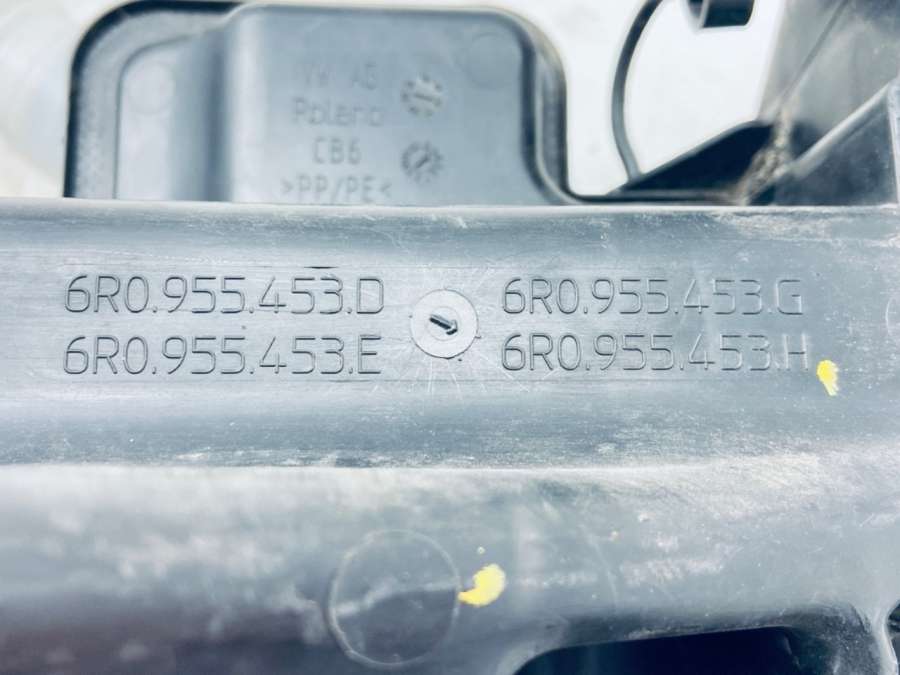 VW AG
Poland
CB6
>PP/PE<
6R0.955.453.D
6R0.955.453.E
6R0.955.453.G
6R0.955.453.H